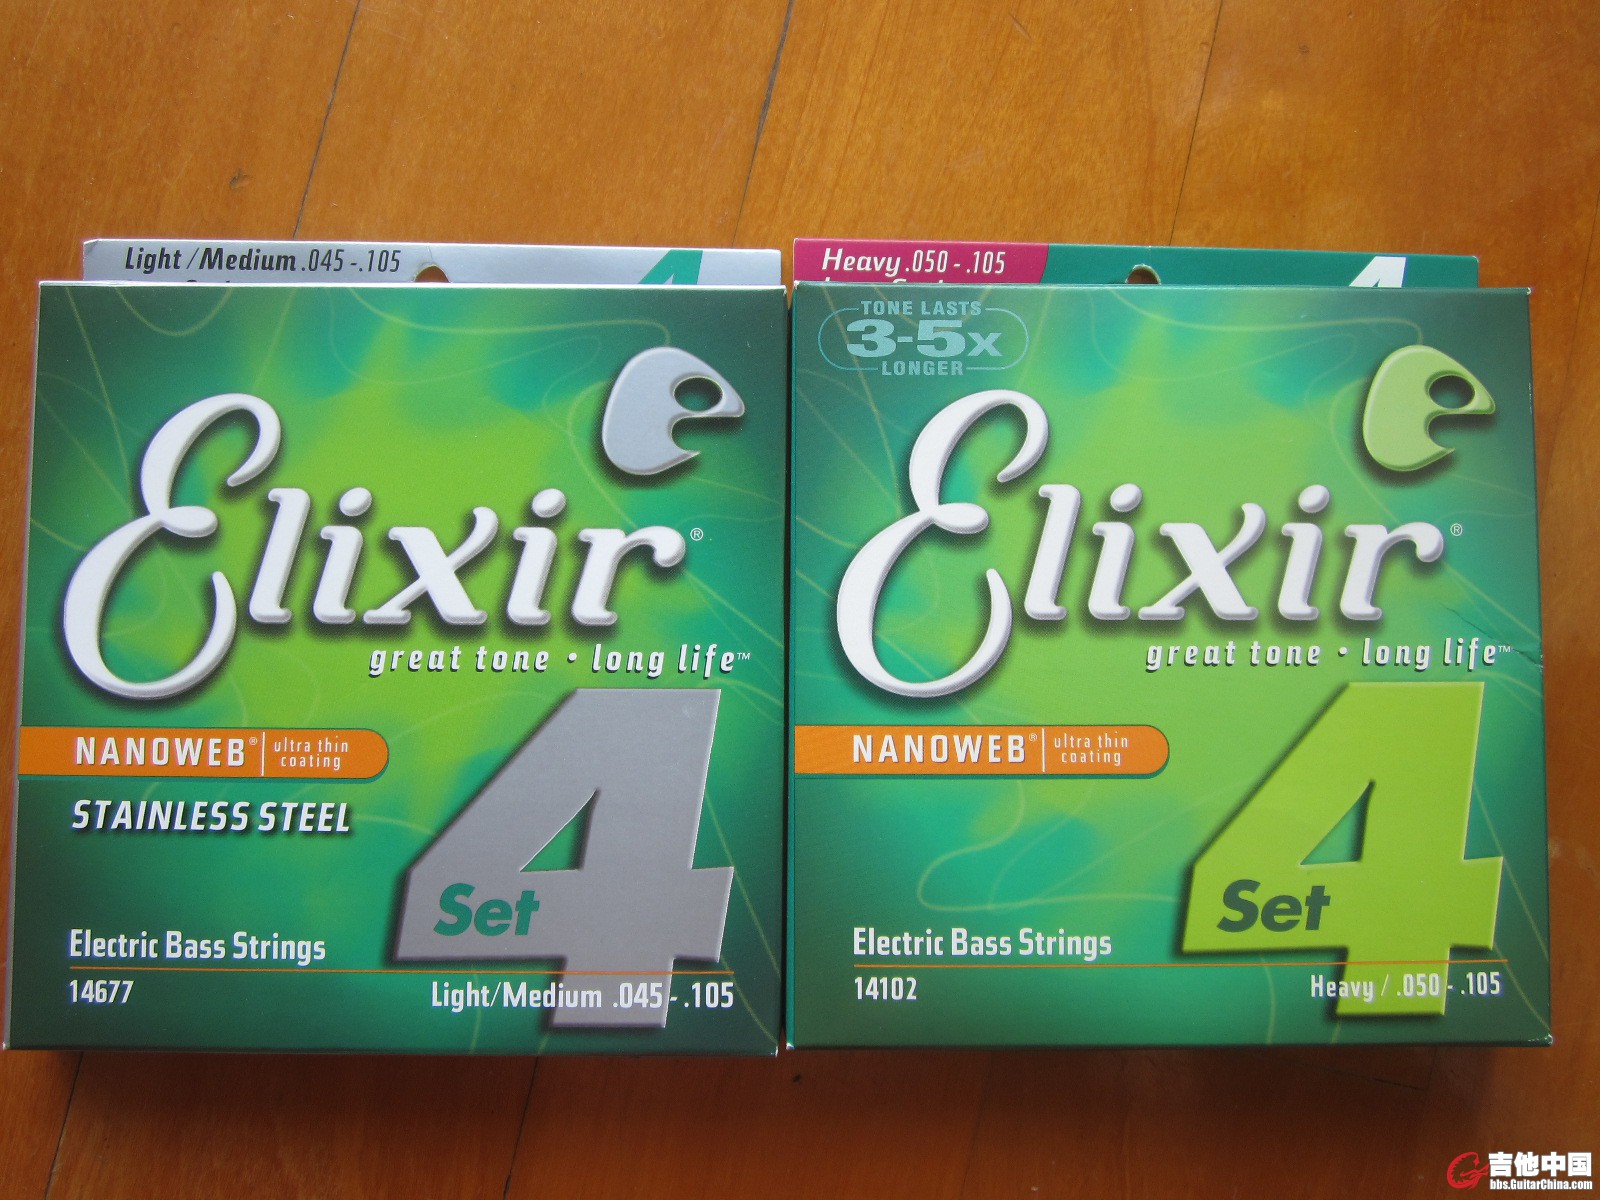 Light/Medium .045 - .105
Elixir®
great tone • long life™
NANOWEB® ultra thin
coating
STAINLESS STEEL
4
Set
Electric Bass Strings
14677
Light/Medium .045 - .105
Heavy .050 - .105
TONE LASTS
3-5x
LONGER
Elixir®
great tone • long life™
NANOWEB® ultra thin
coating
4
Set
Electric Bass Strings
14102
Heavy / .050 - .105
吉他中国
bbs.GuitarChina.com